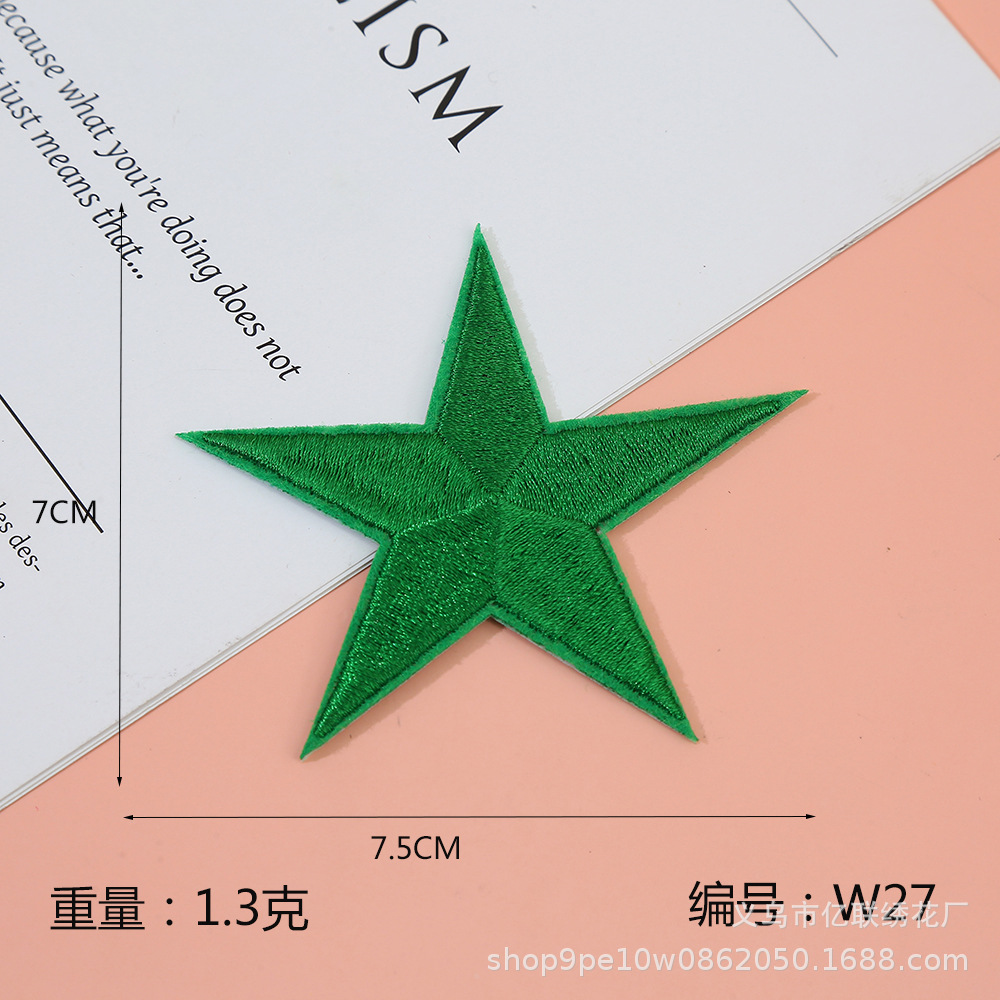 ISM
because what you're doing does not
just means that...
les des-
7CM
7.5CM
重量：1.3克
编号：W27
义乌市亿联绣花厂
shop9pe10w0862050.1688.com